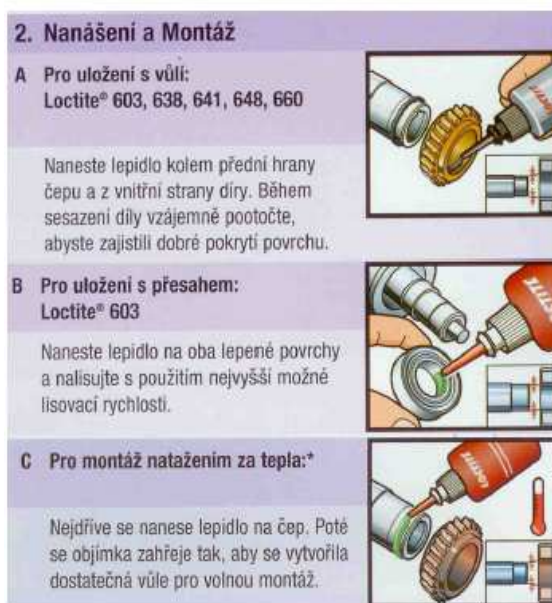 2. Nanášení a Montáž
A Pro uložení s vůlí:
Loctite® 603, 638, 641, 648, 660
Naneste lepidlo kolem přední hrany
čepu a z vnitřní strany díry. Během
sesazení díly vzájemně pootočte,
abyste zajistili dobré pokrytí povrchu.
B Pro uložení s přesahem:
Loctite® 603
Naneste lepidlo na oba lepené povrchy
a nalisujte s použitím nejvyšší možné
lisovací rychlosti.
C Pro montáž natažením za tepla:*
LOCTITE
Nejdříve se nanese lepidlo na čep. Poté
se objímka zahřeje tak, aby se vytvořila
dostatečná vůle pro volnou montáž.